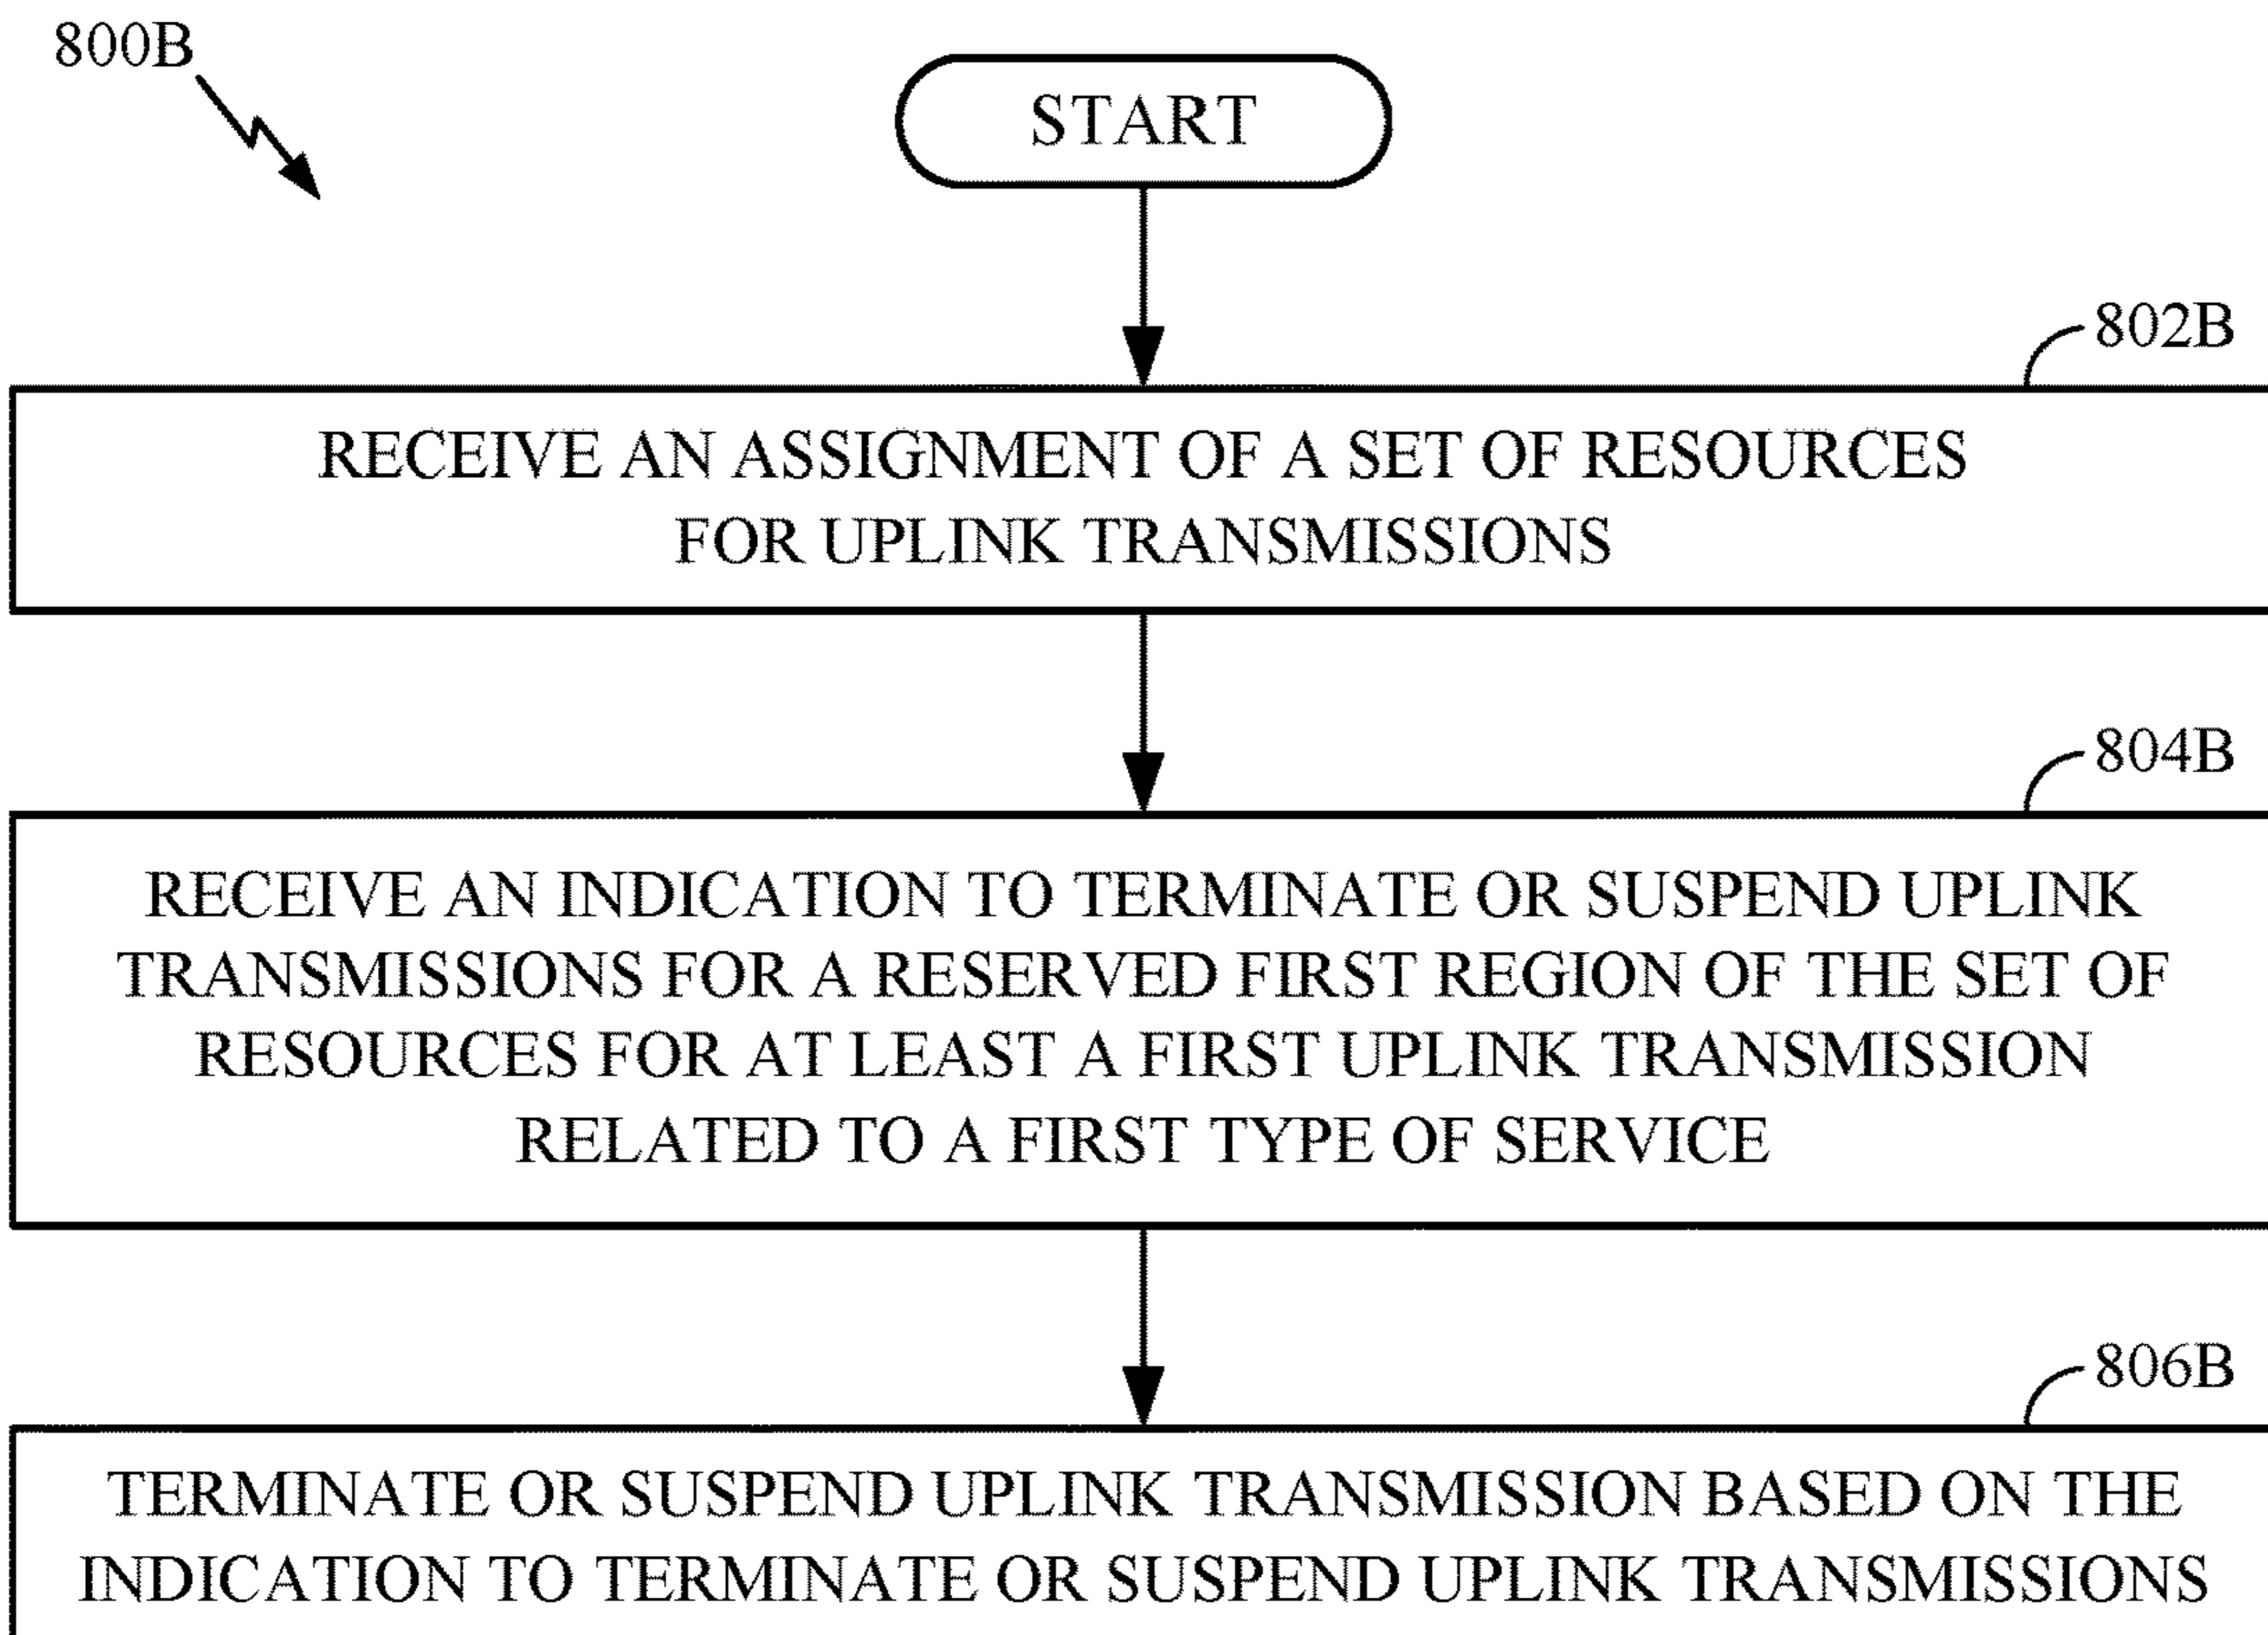 800B
START
802B
RECEIVE AN ASSIGNMENT OF A SET OF RESOURCES
FOR UPLINK TRANSMISSIONS
804B
RECEIVE AN INDICATION TO TERMINATE OR SUSPEND UPLINK
TRANSMISSIONS FOR A RESERVED FIRST REGION OF THE SET OF
RESOURCES FOR AT LEAST A FIRST UPLINK TRANSMISSION
RELATED TO A FIRST TYPE OF SERVICE
806B
TERMINATE OR SUSPEND UPLINK TRANSMISSION BASED ON THE
INDICATION TO TERMINATE OR SUSPEND UPLINK TRANSMISSIONS